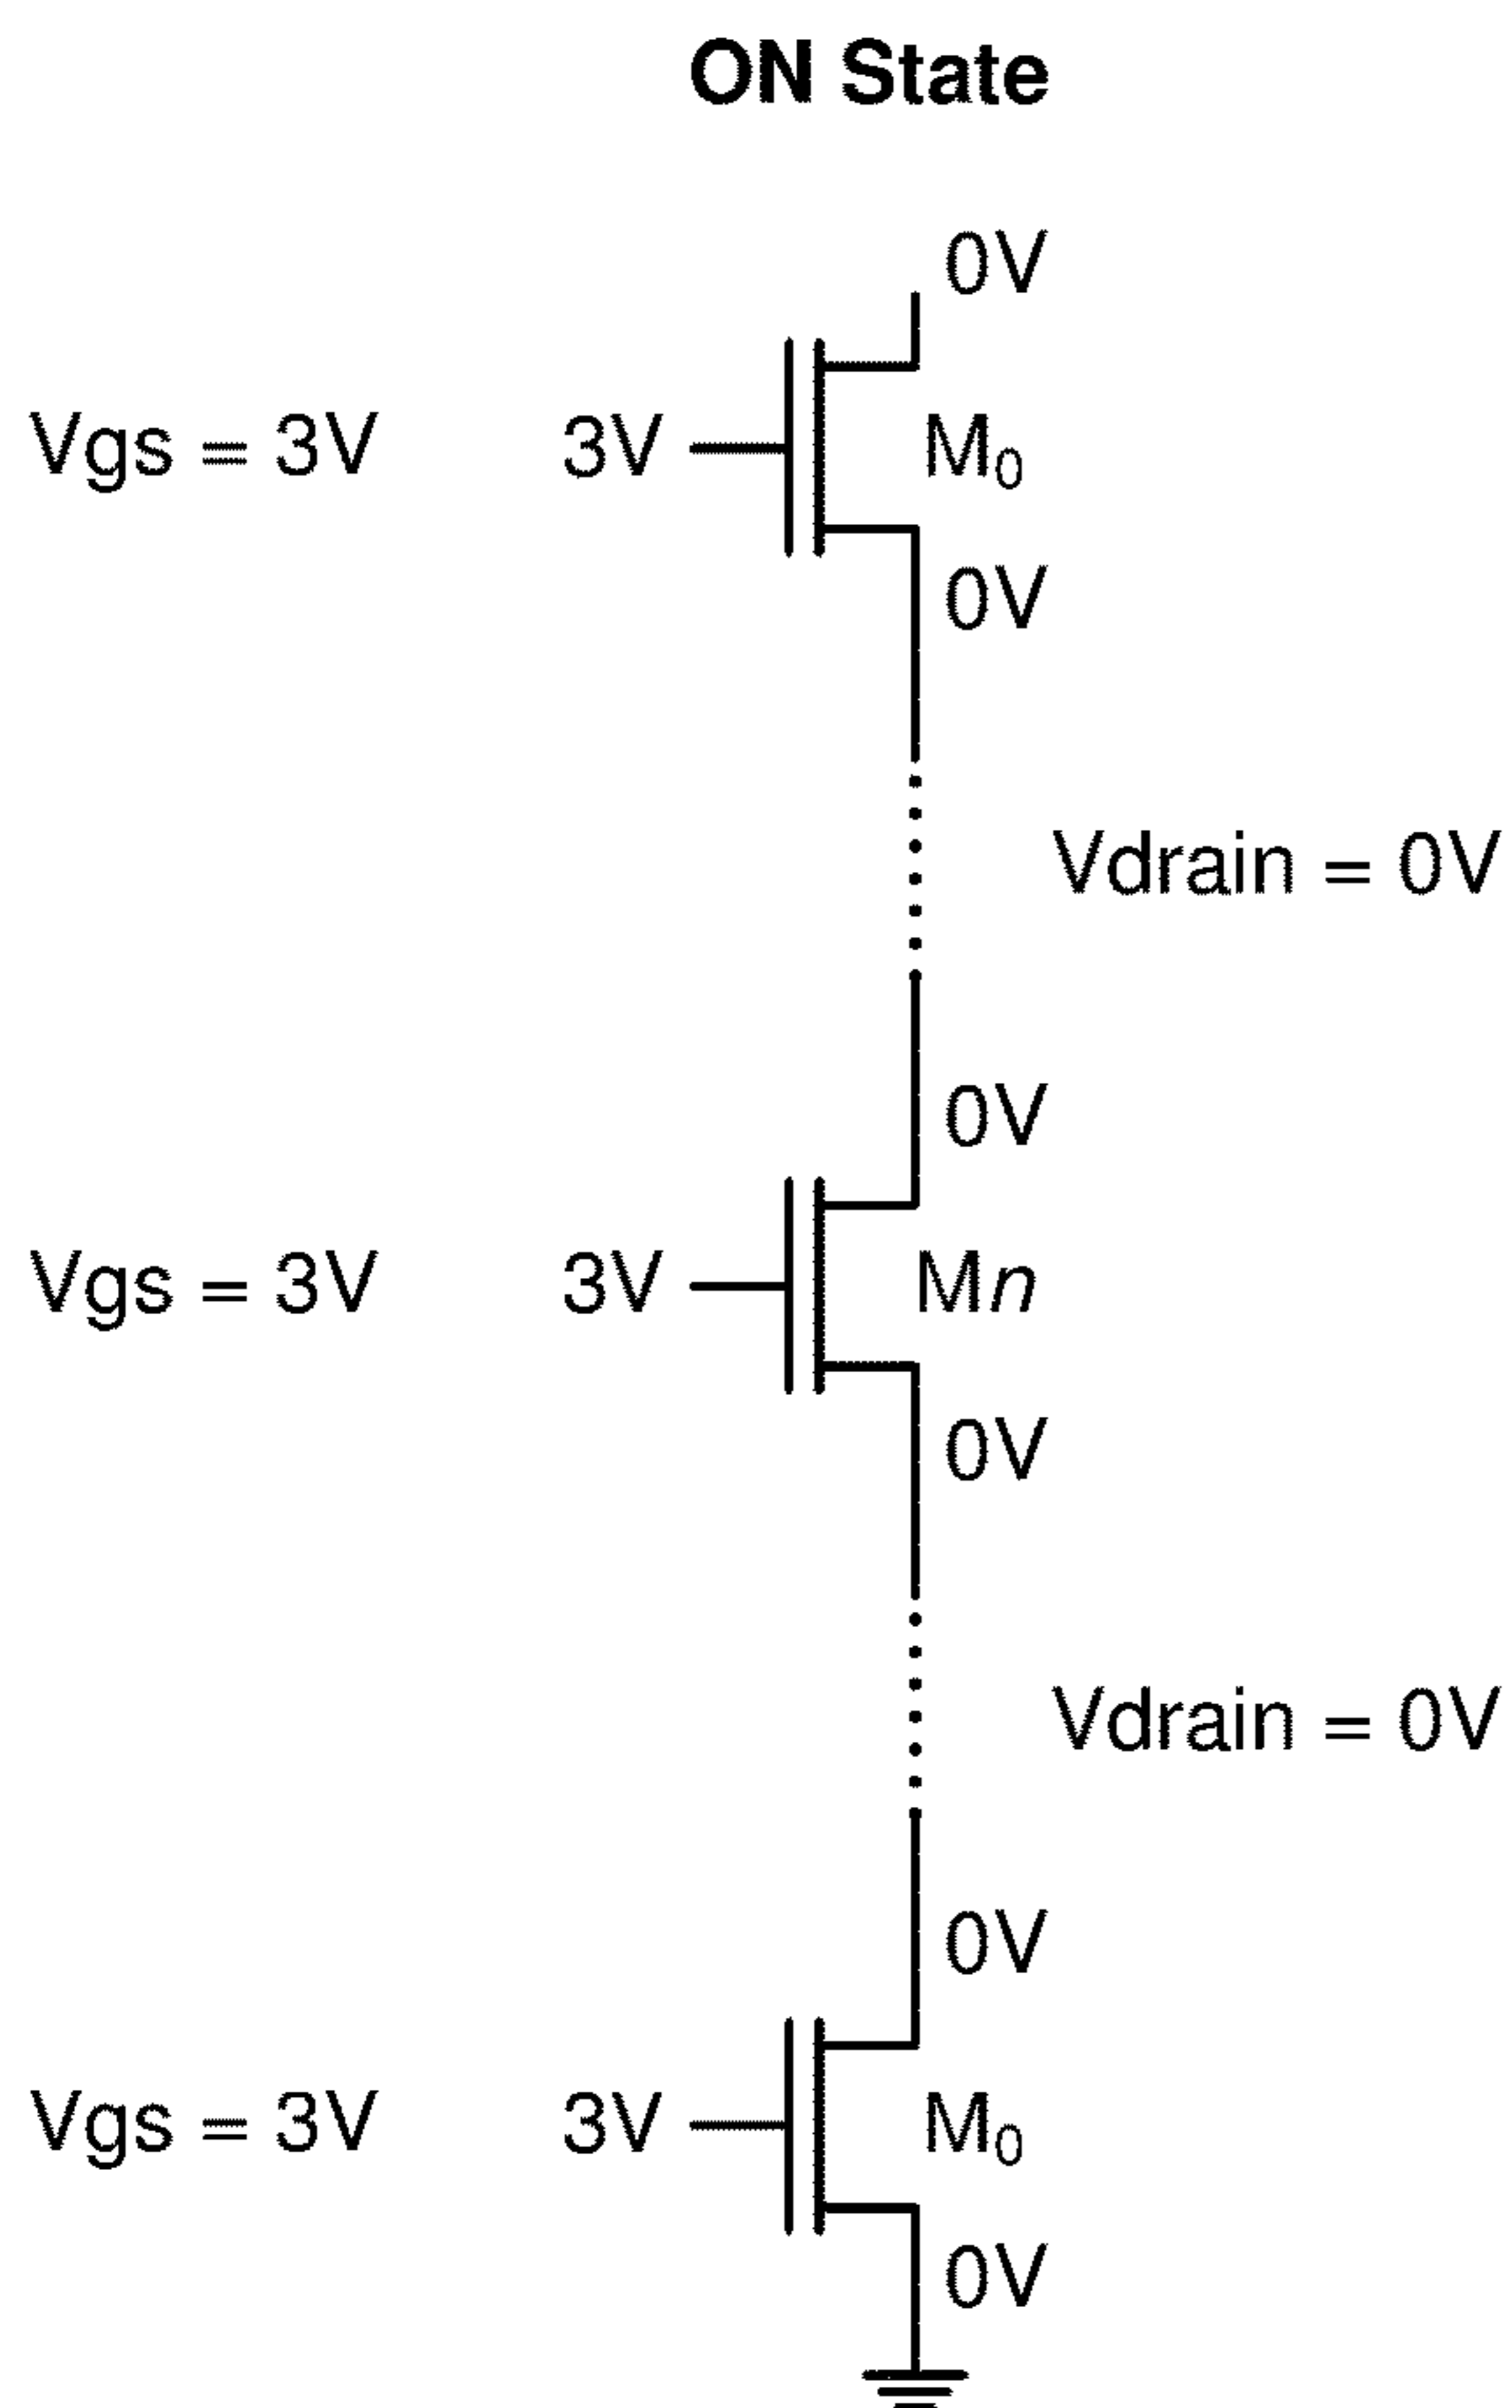 ON State
0V
Vgs = 3V 3V M₀
0V
Vdrain = 0V
0V
Vgs = 3V 3V Mn
0V
Vdrain = 0V
0V
Vgs = 3V 3V M₀
0V